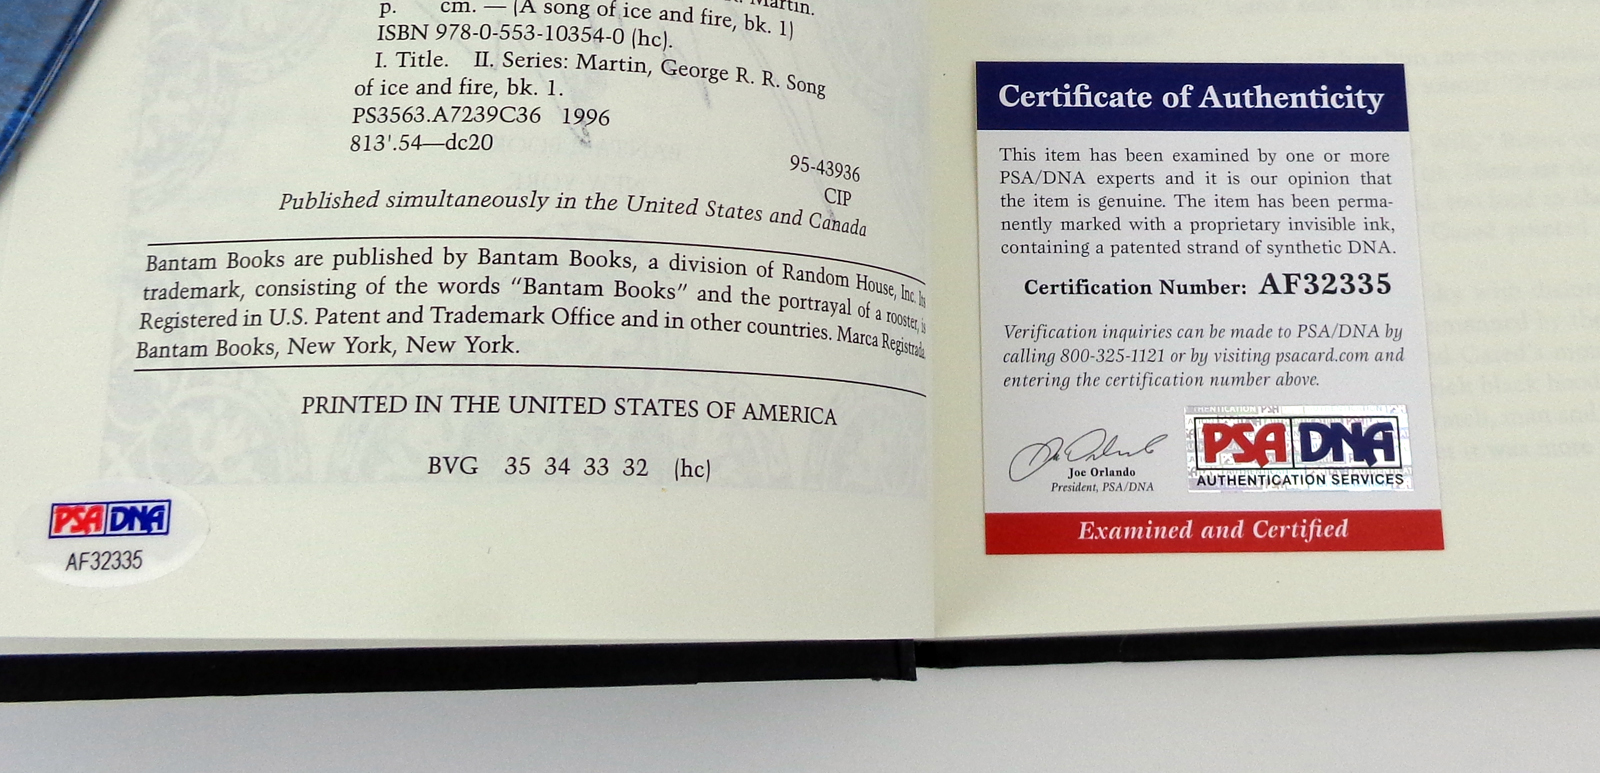 Martin.
p. cm. — (A song of ice and fire, bk. 1)
ISBN 978-0-553-10354-0 (hc).
I. Title. II. Series: Martin, George R. R. Song
of ice and fire, bk. 1.
PS3563.A7239C36 1996
813'.54—dc20
95-43936
CIP
Published simultaneously in the United States and Canada
Bantam Books are published by Bantam Books, a division of Random House, Inc.
trademark, consisting of the words "Bantam Books" and the portrayal of a rooster,
Registered in U.S. Patent and Trademark Office and in other countries. Marca Registrada
Bantam Books, New York, New York.
PRINTED IN THE UNITED STATES OF AMERICA
BVG 35 34 33 32 (hc)
PSA DNA
AF32335
Certificate of Authenticity
This item has been examined by one or more
PSA/DNA experts and it is our opinion that
the item is genuine. The item has been perma-
nently marked with a proprietary invisible ink,
containing a patented strand of synthetic DNA.
Certification Number: AF32335
Verification inquiries can be made to PSA/DNA by
calling 800-325-1121 or by visiting psacard.com and
entering the certification number above.
Joe Orlando
President, PSA/DNA
PSA DNA
AUTHENTICATION SERVICES
Examined and Certified